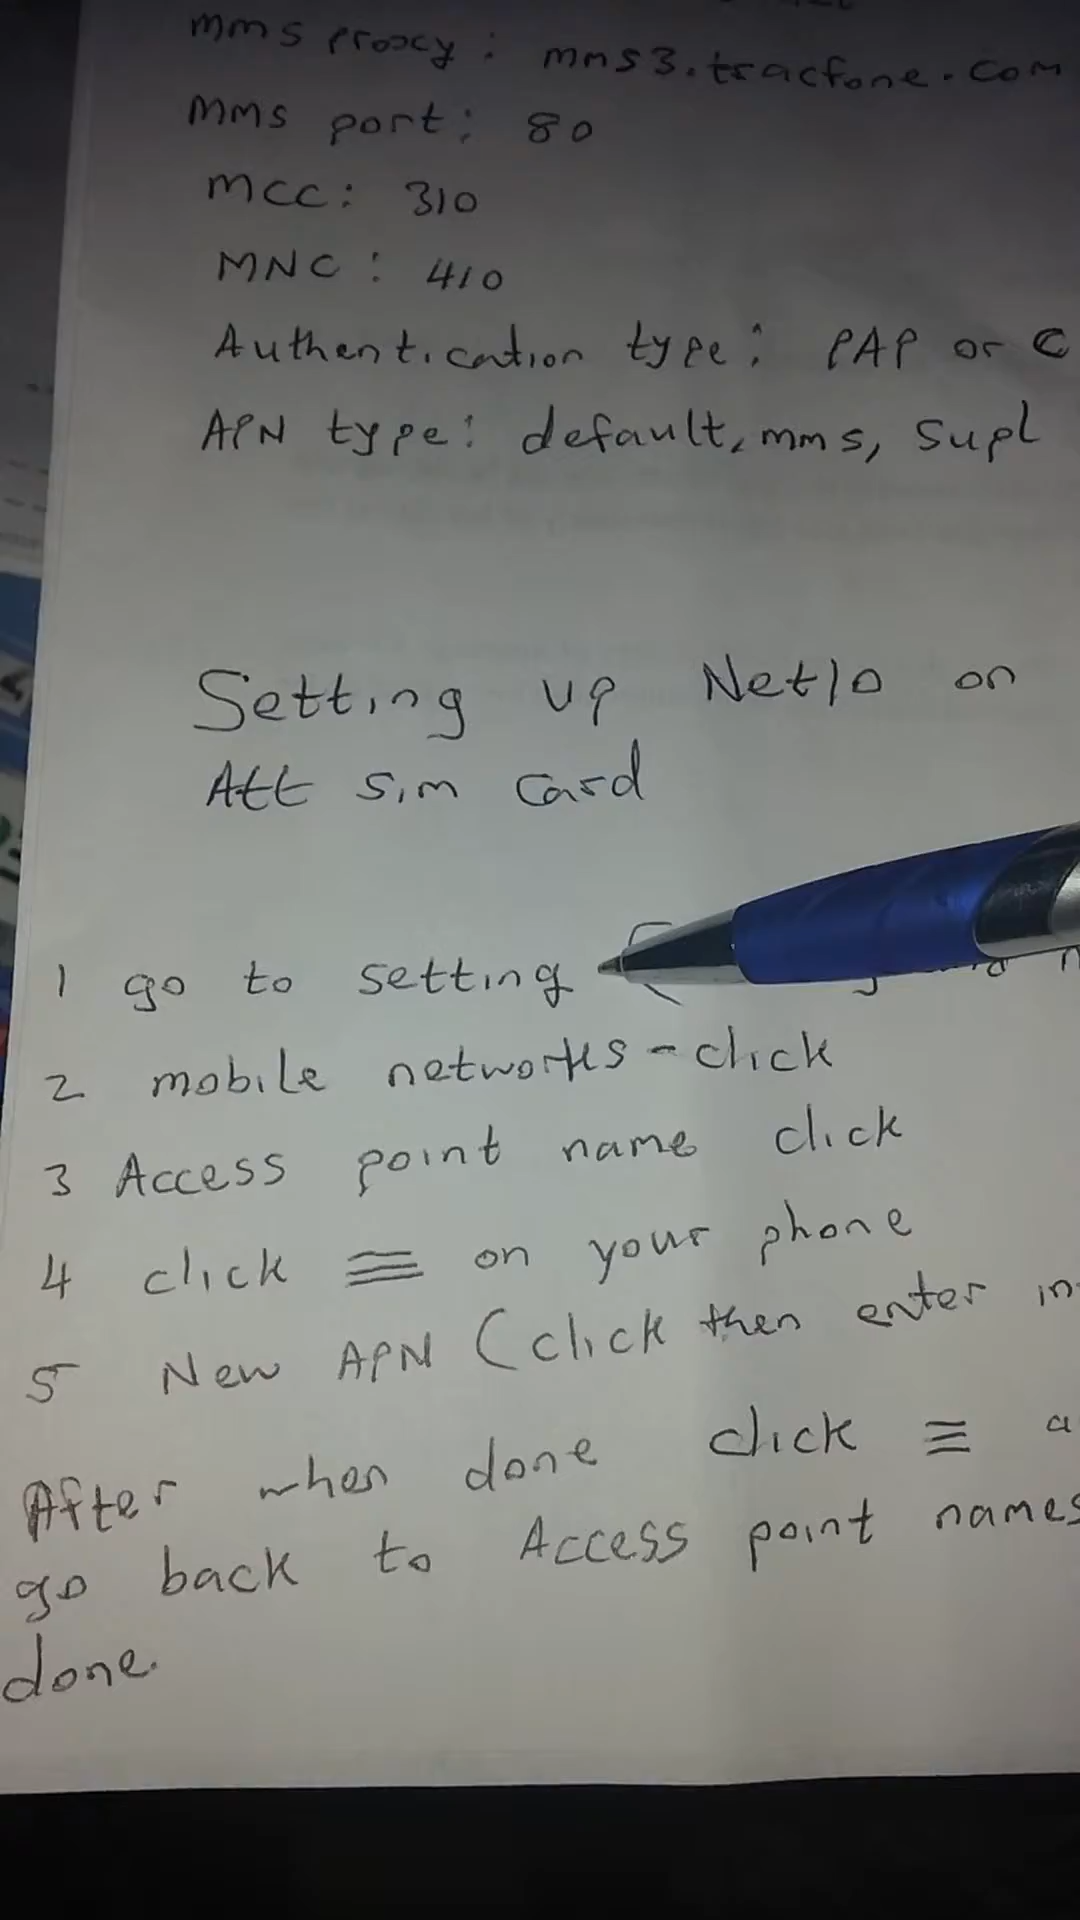 mms proxy: mms3.tracfone.com
mms port: 80
MCC: 310
MNC: 410
Authentication type: PAP or C
APN type: default, mms, supl
Setting up Net10 on
Att sim card
1 go to setting
2 mobile networks - click
3 Access point name click
4 click ≡ on your phone
5 New APN (click then enter in
After when done click ≡ a
go back to Access point names
done.